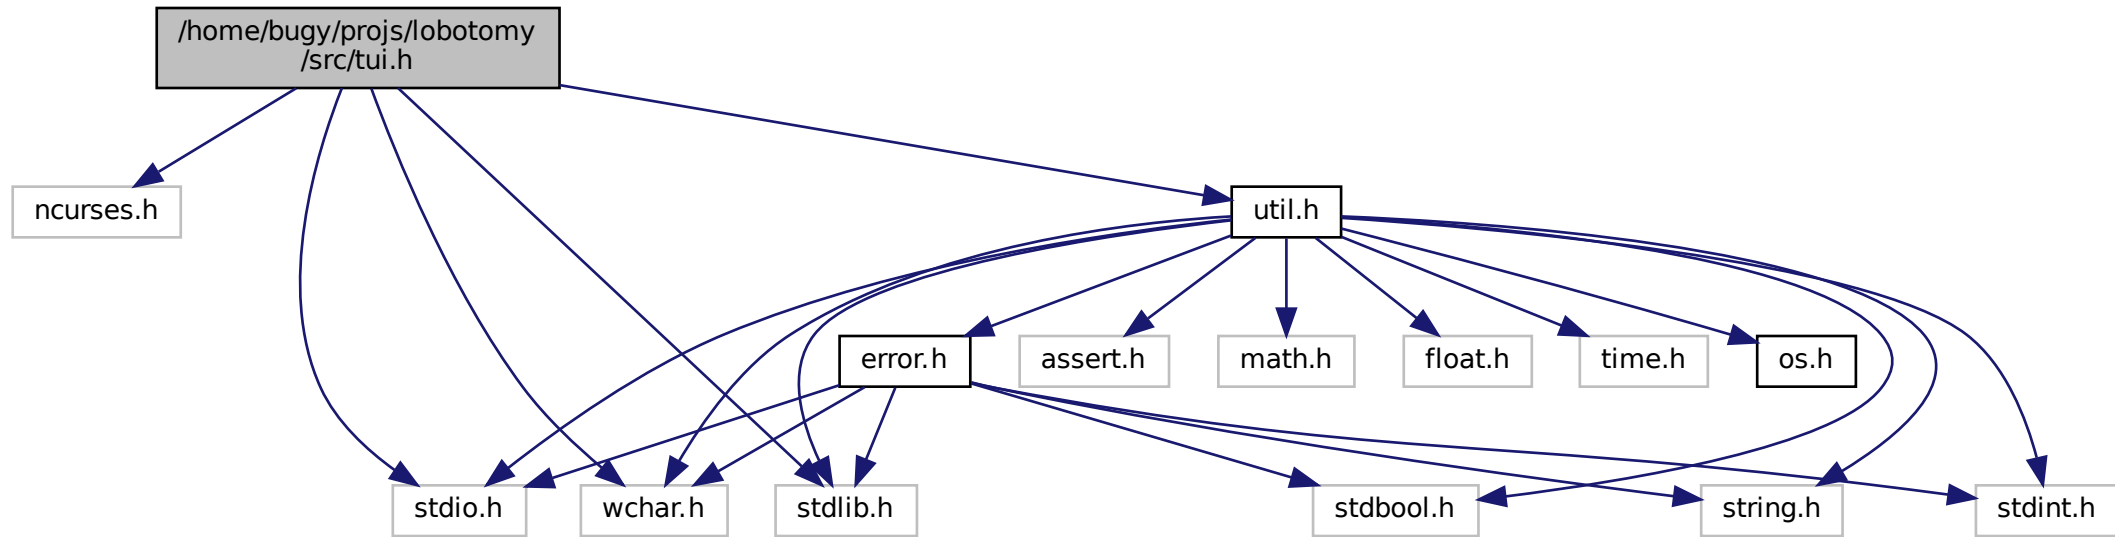 /home/bugy/projs/lobotomy
/src/tui.h
ncurses.h
util.h
error.h
assert.h
math.h
float.h
time.h
os.h
stdio.h
wchar.h
stdlib.h
stdbool.h
string.h
stdint.h